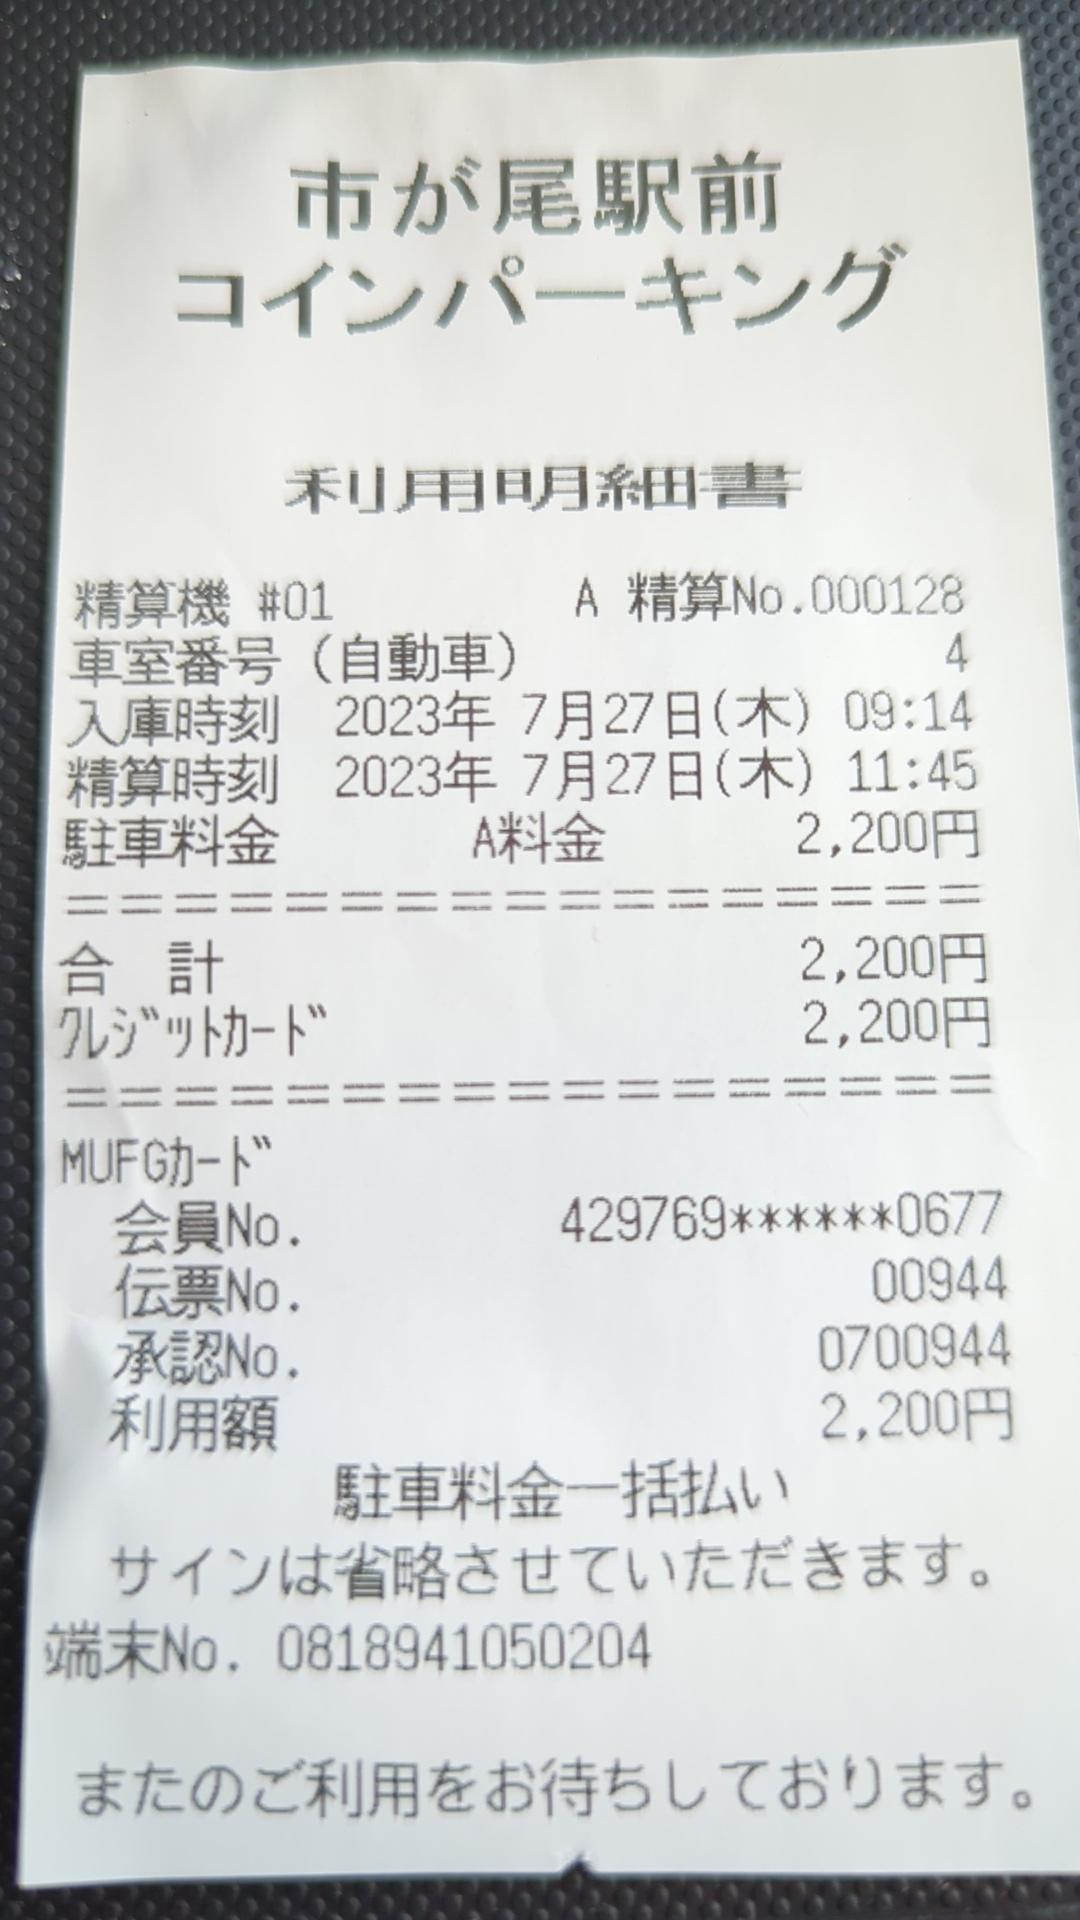 市が尾駅前
コインパーキング
利用明細書
精算機 #01 A 精算No.000128
車室番号（自動車） 4
入庫時刻 2023年 7月27日(木) 09:14
精算時刻 2023年 7月27日(木) 11:45
駐車料金 A料金 2,200円
=================
合 計 2,200円
ｸﾚｼﾞｯﾄｶｰﾄﾞ 2,200円
=================
MUFGｶｰﾄﾞ
会員No. 429769******0677
伝票No. 00944
承認No. 0700944
利用額 2,200円
駐車料金一括払い
サインは省略させていただきます。
端末No. 0818941050204
またのご利用をお待ちしております。